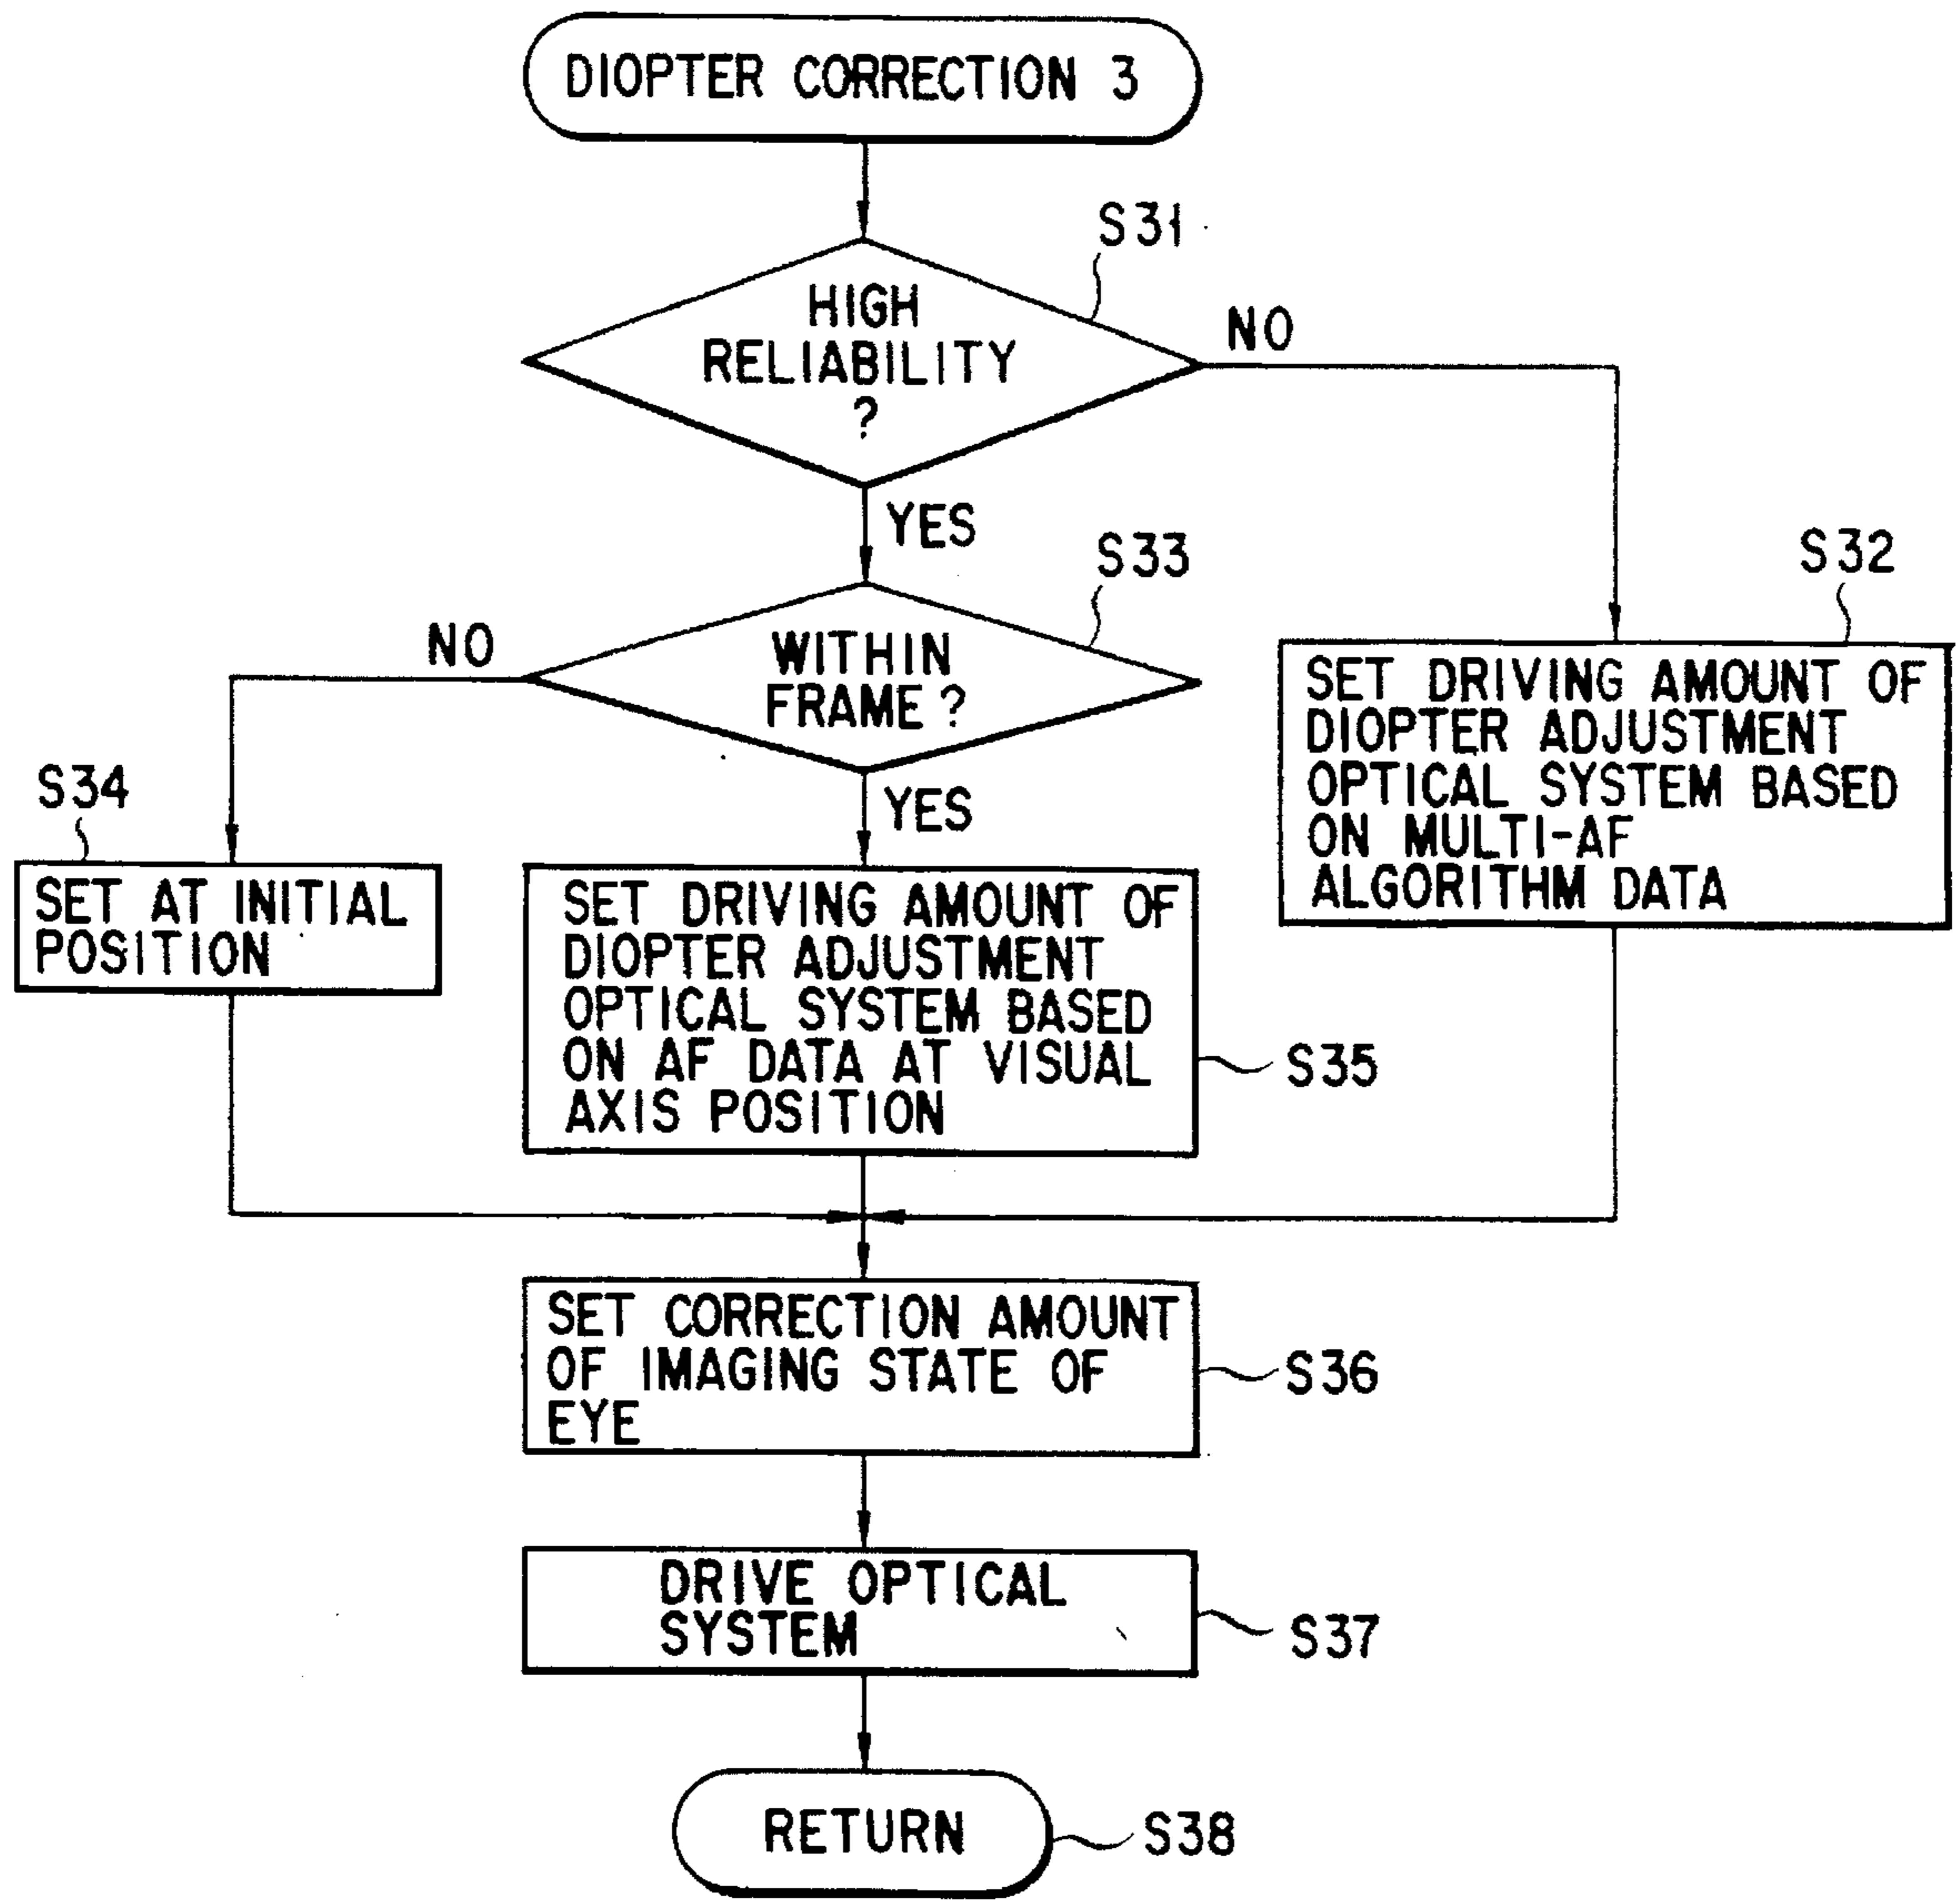 DIOPTER CORRECTION 3
S31
HIGH
RELIABILITY
?
NO
YES
S33
S32
NO
WITHIN
FRAME?
SET DRIVING AMOUNT OF
DIOPTER ADJUSTMENT
OPTICAL SYSTEM BASED
ON MULTI-AF
ALGORITHM DATA
S34
YES
SET AT INITIAL
POSITION
SET DRIVING AMOUNT OF
DIOPTER ADJUSTMENT
OPTICAL SYSTEM BASED
ON AF DATA AT VISUAL
AXIS POSITION
S35
SET CORRECTION AMOUNT
OF IMAGING STATE OF
EYE
S36
DRIVE OPTICAL
SYSTEM
S37
RETURN
S38